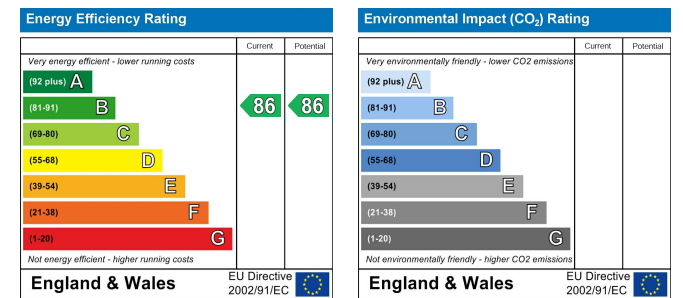 Energy Efficiency Rating
Current Potential
Very energy efficient - lower running costs
(92 plus) A
(81-91) B 86 86
(69-80) C
(55-68) D
(39-54) E
(21-38) F
(1-20) G
Not energy efficient - higher running costs
England & Wales
EU Directive
2002/91/EC
Environmental Impact (CO₂) Rating
Current Potential
Very environmentally friendly - lower CO2 emissions
(92 plus) A
(81-91) B
(69-80) C
(55-68) D
(39-54) E
(21-38) F
(1-20) G
Not environmentally friendly - higher CO2 emissions
England & Wales
EU Directive
2002/91/EC